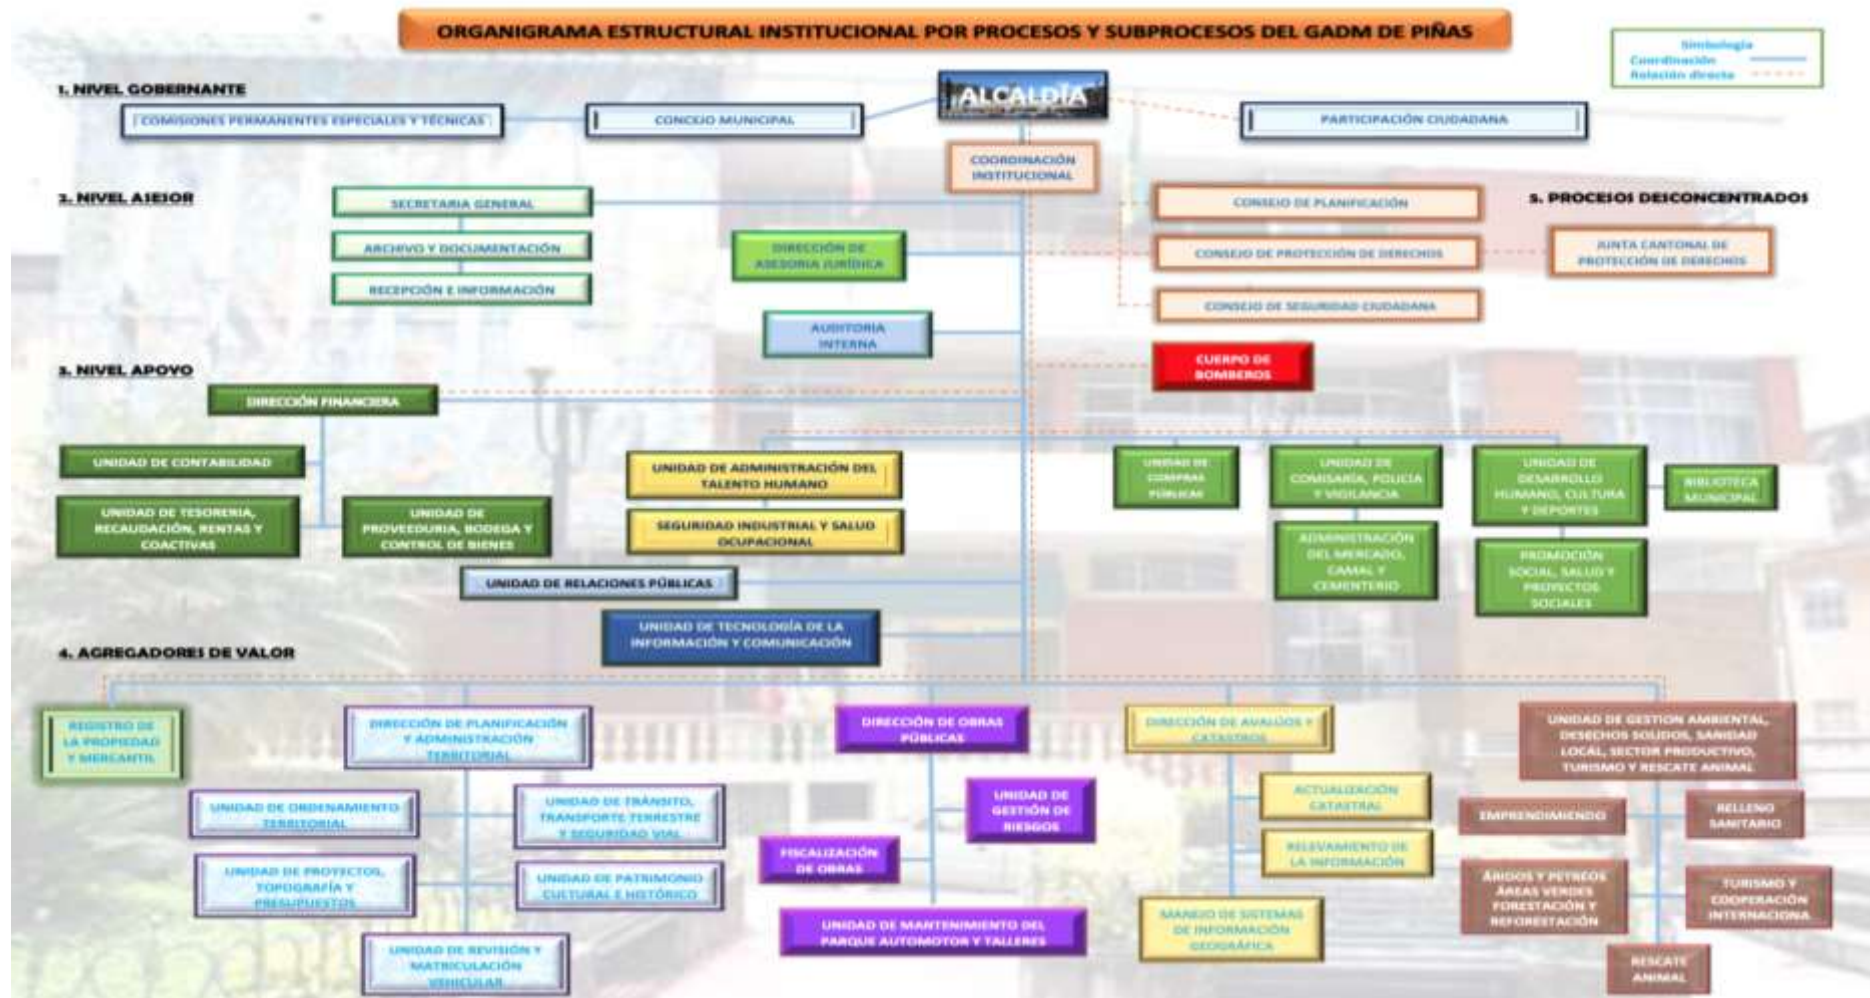 ORGANIGRAMA ESTRUCTURAL INSTITUCIONAL POR PROCESOS Y SUBPROCESOS DEL GADM DE PIÑAS
Simbología
Coordinación
Relación directa
1. NIVEL GOBERNANTE
ALCALDÍA
COMISIONES PERMANENTES ESPECIALES Y TÉCNICAS
CONCEJO MUNICIPAL
PARTICIPACIÓN CIUDADANA
COORDINACIÓN
INSTITUCIONAL
2. NIVEL ASESOR
SECRETARIA GENERAL
ARCHIVO Y DOCUMENTACIÓN
RECEPCIÓN E INFORMACIÓN
DIRECCIÓN DE
ASESORIA JURÍDICA
AUDITORIA
INTERNA
CONSEJO DE PLANIFICACIÓN
CONSEJO DE PROTECCIÓN DE DERECHOS
CONSEJO DE SEGURIDAD CIUDADANA
5. PROCESOS DESCONCENTRADOS
JUNTA CANTONAL DE
PROTECCIÓN DE DERECHOS
CUERPO DE
BOMBEROS
3. NIVEL APOYO
DIRECCIÓN FINANCIERA
UNIDAD DE CONTABILIDAD
UNIDAD DE TESORERIA,
RECAUDACIÓN, RENTAS Y
COACTIVAS
UNIDAD DE
PROVEEDURIA, BODEGA Y
CONTROL DE BIENES
UNIDAD DE ADMINISTRACIÓN DEL
TALENTO HUMANO
SEGURIDAD INDUSTRIAL Y SALUD
OCUPACIONAL
UNIDAD DE
COMPRAS
PÚBLICAS
UNIDAD DE
COMISARÍA, POLICIA
Y VIGILANCIA
ADMINISTRACIÓN
DEL MERCADO,
CAMAL Y
CEMENTERIO
UNIDAD DE
DESARROLLO
HUMANO, CULTURA
Y DEPORTES
PROMOCIÓN
SOCIAL, SALUD Y
PROYECTOS
SOCIALES
BIBLIOTECA
MUNICIPAL
UNIDAD DE RELACIONES PÚBLICAS
UNIDAD DE TECNOLOGÍA DE LA
INFORMACIÓN Y COMUNICACIÓN
4. AGREGADORES DE VALOR
REGISTRO DE
LA PROPIEDAD
Y MERCANTIL
DIRECCIÓN DE PLANIFICACIÓN
Y ADMINISTRACIÓN
TERRITORIAL
UNIDAD DE ORDENAMIENTO
TERRITORIAL
UNIDAD DE TRÁNSITO,
TRANSPORTE TERRESTRE
Y SEGURIDAD VIAL
UNIDAD DE PROYECTOS,
TOPOGRAFÍA Y
PRESUPUESTOS
UNIDAD DE PATRIMONIO
CULTURAL E HISTÓRICO
UNIDAD DE REVISIÓN Y
MATRICULACIÓN
VEHICULAR
DIRECCIÓN DE OBRAS
PÚBLICAS
UNIDAD DE
GESTIÓN DE
RIESGOS
FISCALIZACIÓN
DE OBRAS
UNIDAD DE MANTENIMIENTO DEL
PARQUE AUTOMOTOR Y TALLERES
DIRECCIÓN DE AVALÚOS Y
CATASTROS
ACTUALIZACIÓN
CATASTRAL
RELEVAMIENTO DE
LA INFORMACIÓN
MANEJO DE SISTEMAS
DE INFORMACIÓN
GEOGRÁFICA
UNIDAD DE GESTION AMBIENTAL,
DESECHOS SOLIDOS, SANIDAD
LOCAL, SECTOR PRODUCTIVO,
TURISMO Y RESCATE ANIMAL
EMPRENDIMIENDO
RELLENO
SANITARIO
ÁRIDOS Y PETREOS
ÁREAS VERDES
FORESTACIÓN Y
REFORESTACIÓN
TURISMO Y
COOPERACIÓN
INTERNACIONA
RESCATE
ANIMAL